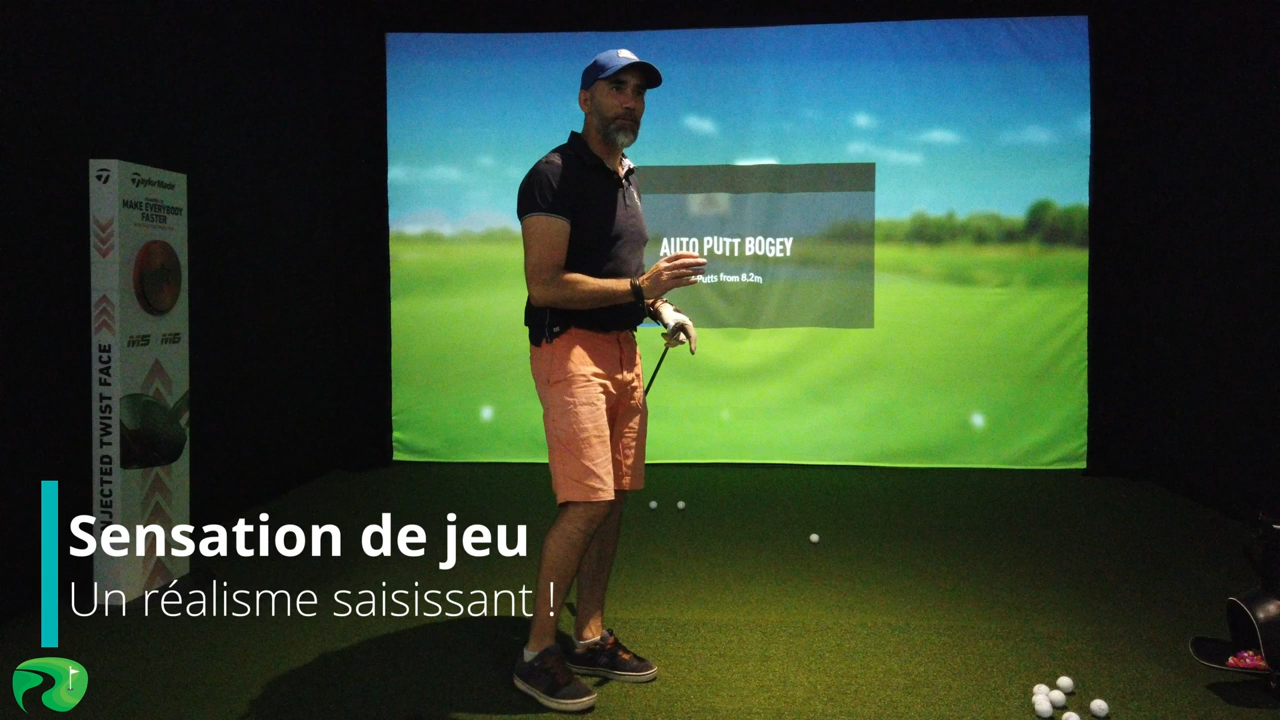 TaylorMade
MAKE EVERYBODY
FASTER
M5 M6
NJECTED TWIST FACE
AUTO PUTT BOGEY
Putts from 8,2m
Sensation de jeu
Un réalisme saisissant !